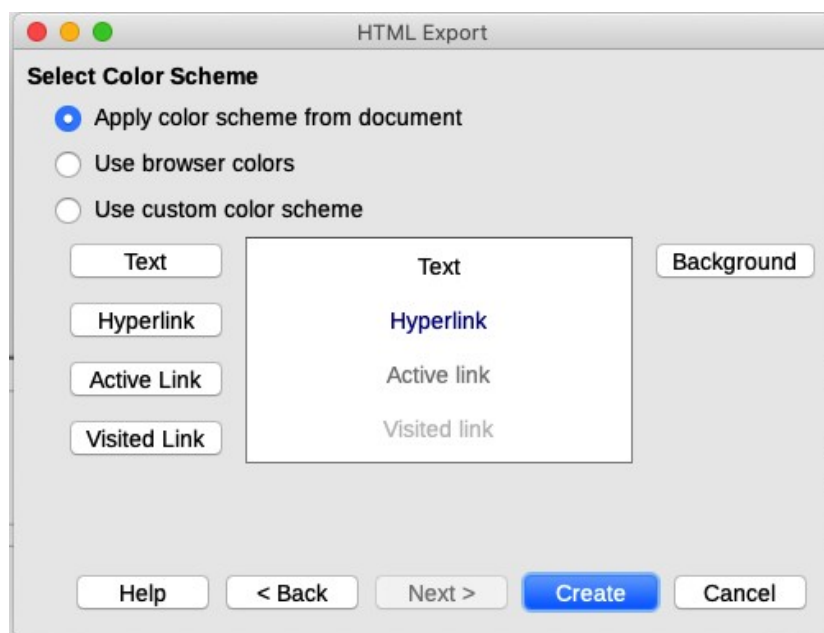 HTML Export
Select Color Scheme
Apply color scheme from document
Use browser colors
Use custom color scheme
Text Text Background
Hyperlink Hyperlink
Active Link Active link
Visited Link Visited link
Help < Back Next > Create Cancel